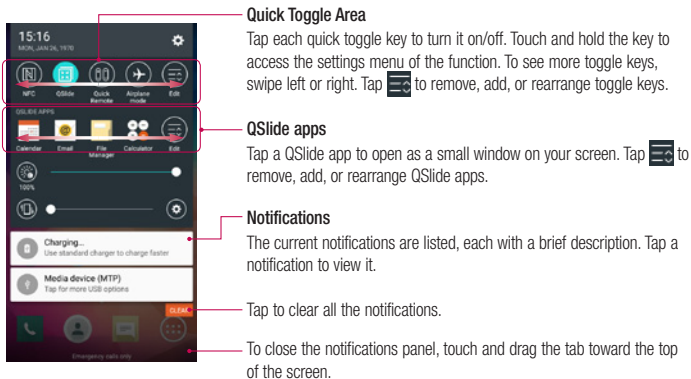 15:16
MON, JAN 26, 1970
NFC
QSlide
Quick Remote
Airplane mode
Edit
QSLIDE APPS
Calendar
Email
File Manager
Calculator
Edit
100%
Charging...
Use standard charger to charge faster
Media device (MTP)
Tap for more USB options
CLEAR
Emergency calls only
Quick Toggle Area
Tap each quick toggle key to turn it on/off. Touch and hold the key to
access the settings menu of the function. To see more toggle keys,
swipe left or right. Tap to remove, add, or rearrange toggle keys.
QSlide apps
Tap a QSlide app to open as a small window on your screen. Tap to
remove, add, or rearrange QSlide apps.
Notifications
The current notifications are listed, each with a brief description. Tap a
notification to view it.
Tap to clear all the notifications.
To close the notifications panel, touch and drag the tab toward the top
of the screen.